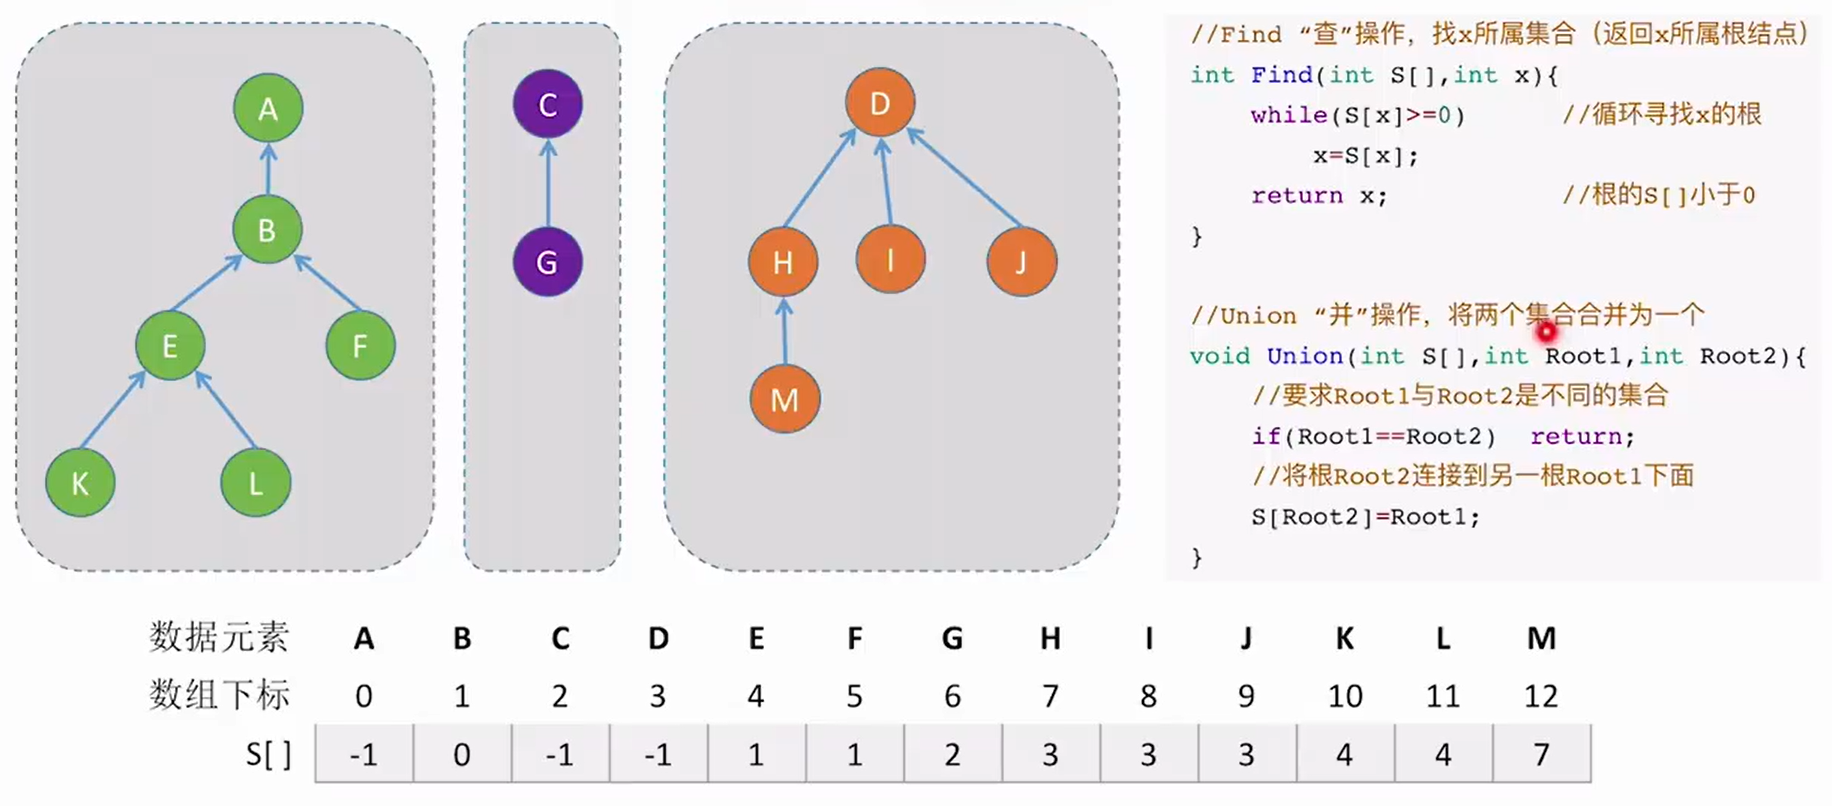 A
B
E
F
K
L
C
G
D
H
I
J
M
//Find “查”操作，找x所属集合（返回x所属根结点）
int Find(int S[],int x){
while(S[x]>=0) //循环寻找x的根
x=S[x];
return x; //根的S[]小于0
}
//Union “并”操作，将两个集合合并为一个
void Union(int S[],int Root1,int Root2){
//要求Root1与Root2是不同的集合
if(Root1==Root2) return;
//将根Root2连接到另一根Root1下面
S[Root2]=Root1;
}
数据元素 A B C D E F G H I J K L M
数组下标 0 1 2 3 4 5 6 7 8 9 10 11 12
S[] -1 0 -1 -1 1 1 2 3 3 3 4 4 7